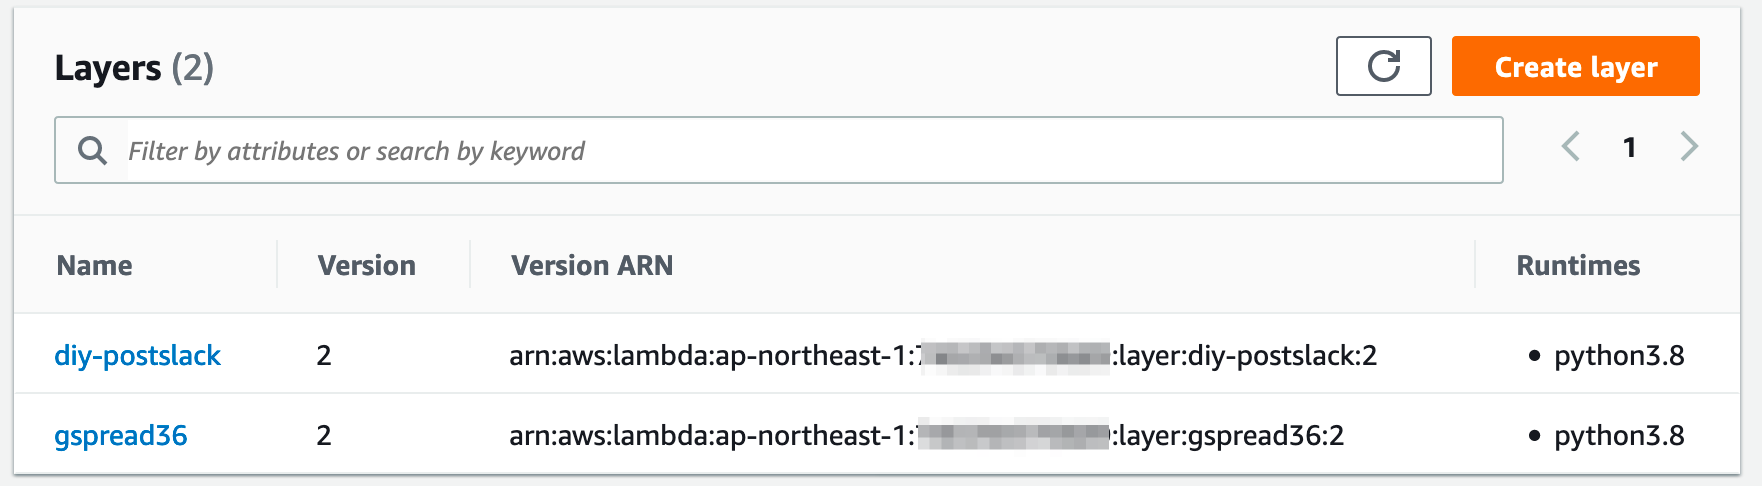 Layers (2)
Create layer
Filter by attributes or search by keyword
1
Name Version Version ARN Runtimes
diy-postslack 2 arn:aws:lambda:ap-northeast-1: :layer:diy-postslack:2 • python3.8
gspread36 2 arn:aws:lambda:ap-northeast-1: :layer:gspread36:2 • python3.8